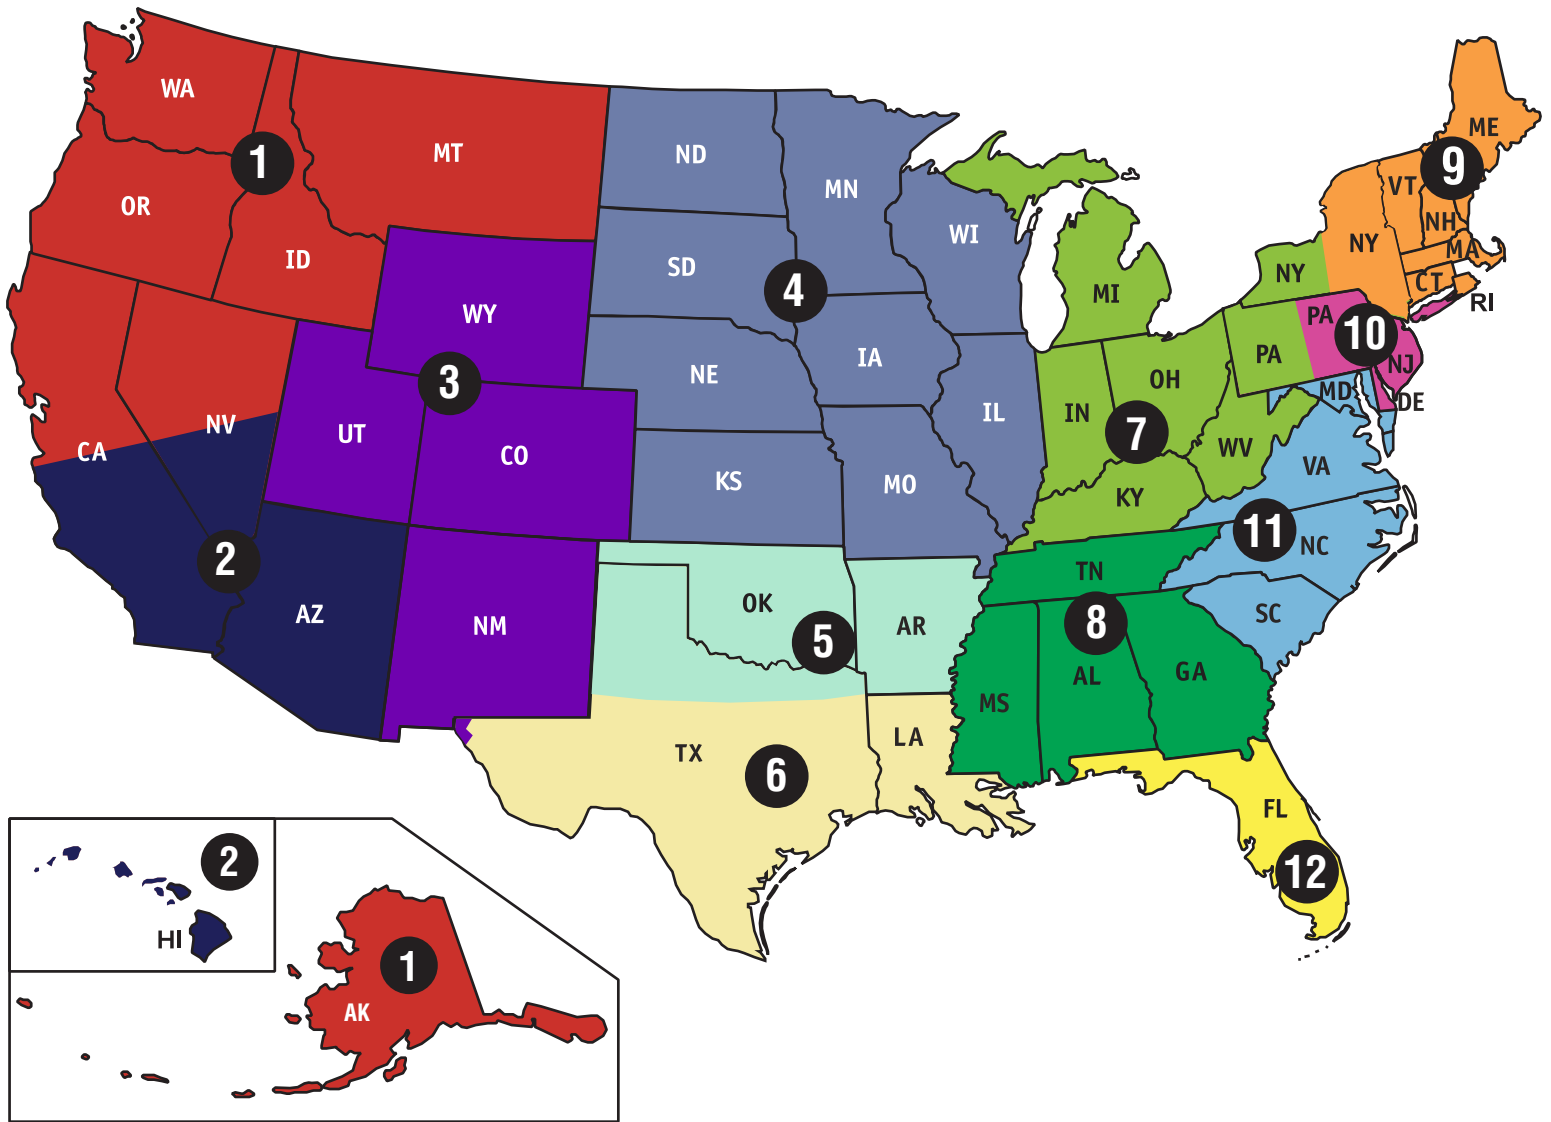 WA
MT
ND
MN
ME
1
9
OR
ID
SD
WI
VT
NH
NY
MA
NY
CT
RI
WY
4
MI
PA
10
NJ
3
NE
IA
PA
OH
MD
DE
IN
IL
7
NV
UT
CA
CO
KS
MO
WV
VA
KY
11
NC
2
AZ
NM
OK
5
AR
TN
8
SC
MS
AL
GA
TX
6
LA
FL
12
2
HI
1
AK